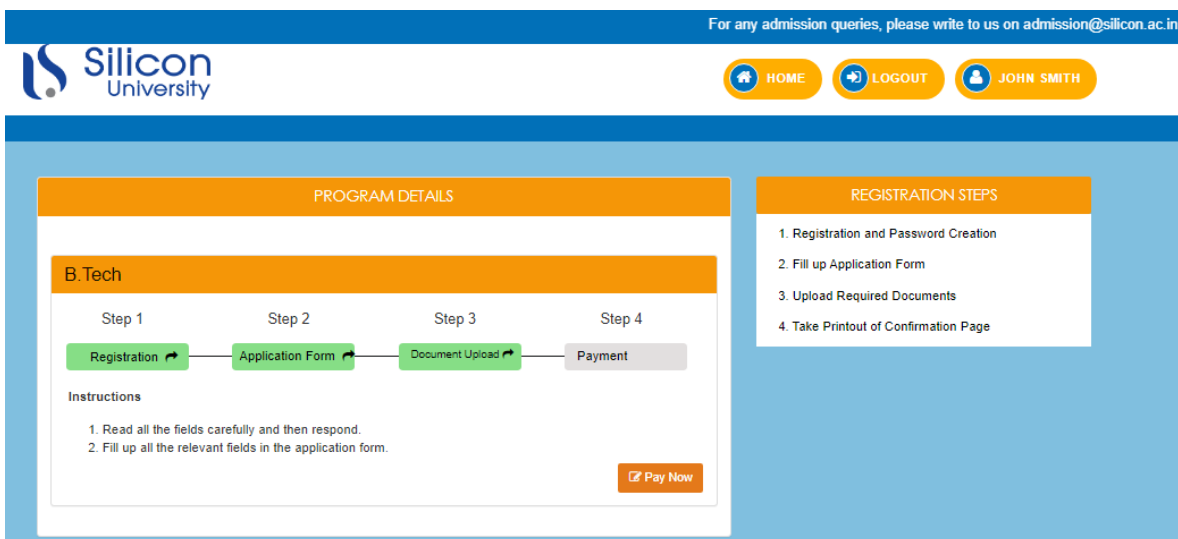 For any admission queries, please write to us on admission@silicon.ac.in
Silicon
University
HOME
LOGOUT
JOHN SMITH
PROGRAM DETAILS
B.Tech
Step 1 Step 2 Step 3 Step 4
Registration Application Form Document Upload Payment
Instructions
1. Read all the fields carefully and then respond.
2. Fill up all the relevant fields in the application form.
Pay Now
REGISTRATION STEPS
1. Registration and Password Creation
2. Fill up Application Form
3. Upload Required Documents
4. Take Printout of Confirmation Page